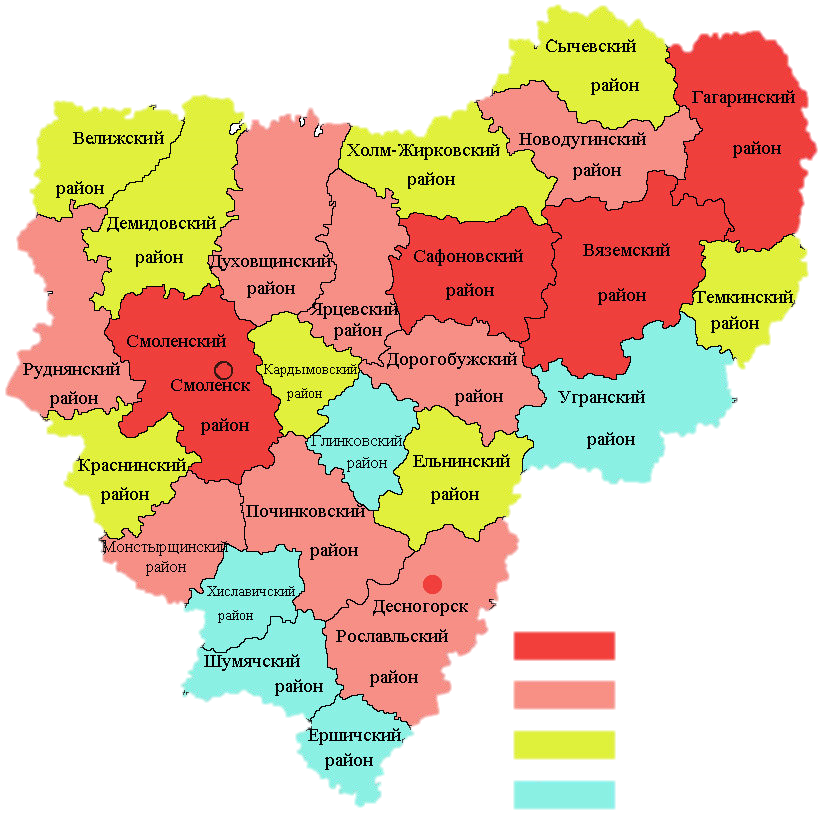 Сычевский
район
Гагаринский
район
Велижский
район
Холм-Жирковский
район
Новодугинский
район
Демидовский
район
Духовщинский
район
Сафоновский
район
Вяземский
район
Темкинский
район
Ярцевский
район
Смоленский
Смоленск
район
Руднянский
район
Кардымовский
район
Дорогобужский
район
Угранский
район
Глинковский
район
Ельнинский
район
Краснинский
район
Починковский
район
Монстырщинский
район
Хиславичский
район
Десногорск
Рославльский
район
Шумячский
район
Ершичский
район